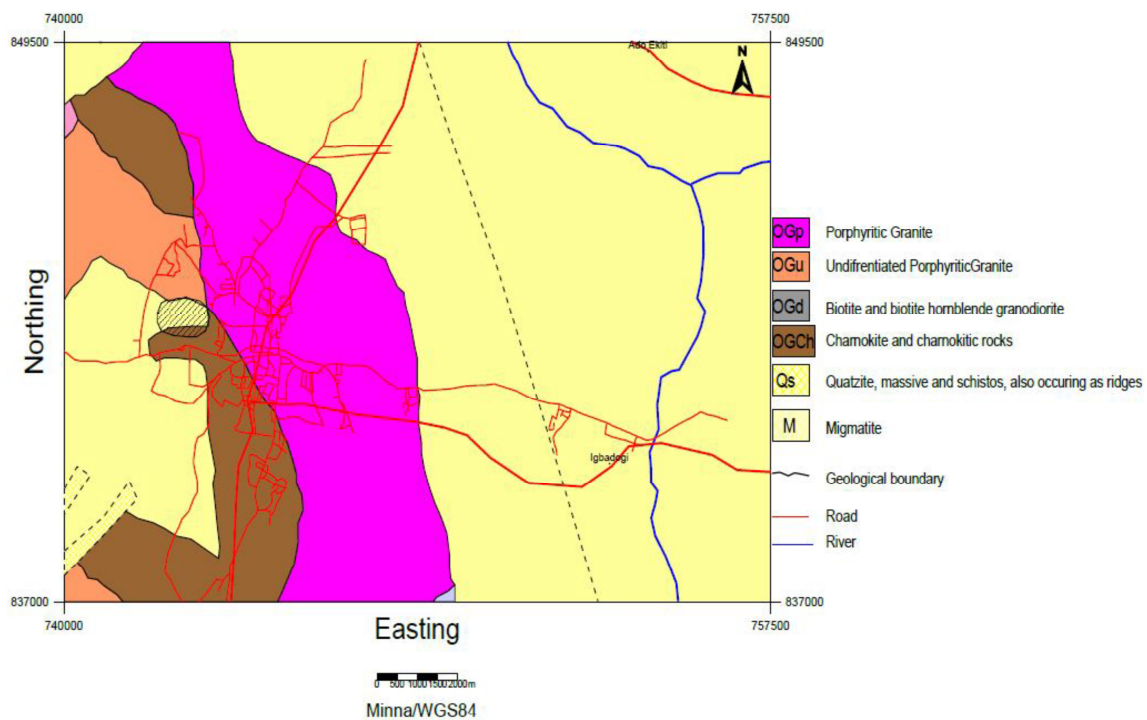 740000
757500
849500
849500
Ado Ekiti
N
Northing
OGp Porphyritic Granite
OGu Undifrentiated PorphyriticGranite
OGd Biotite and biotite hornblende granodiorite
OGCh Charnokite and charnokitic rocks
Qs Quatzite, massive and schistos, also occuring as ridges
M Migmatite
Igbadogi
Geological boundary
Road
River
837000
837000
740000
757500
Easting
0 500 1000 1500 2000m
Minna/WGS84